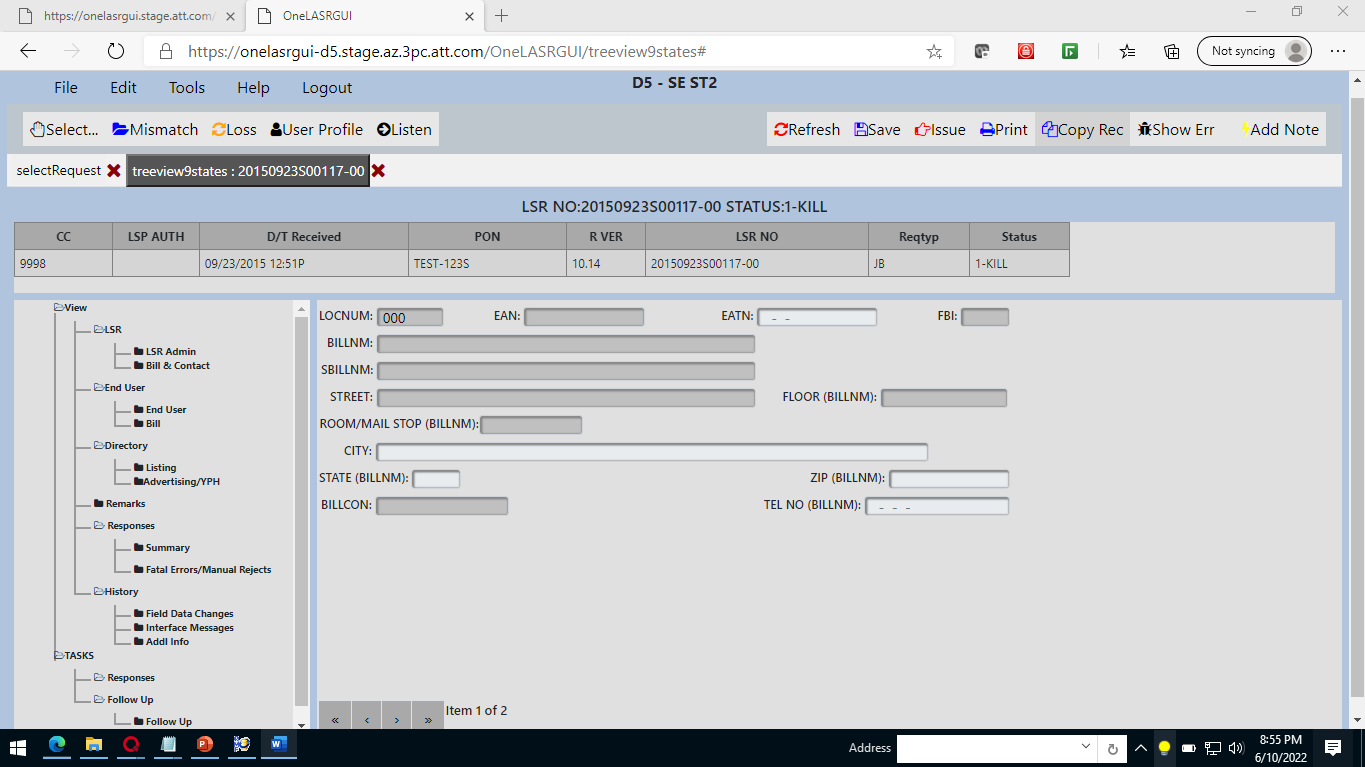 https://onelasrgui.stage.att.com/
OneLASRGUI
https://onelasrgui-d5.stage.az.3pc.att.com/OneLASRGUI/treeview9states#
Not syncing
File Edit Tools Help Logout
D5 - SE ST2
Select... Mismatch Loss User Profile Listen
Refresh Save Issue Print Copy Rec Show Err Add Note
selectRequest treeview9states : 20150923S00117-00
LSR NO:20150923S00117-00 STATUS:1-KILL
CC LSP AUTH D/T Received PON R VER LSR NO Reqtyp Status
9998 09/23/2015 12:51P TEST-123S 10.14 20150923S00117-00 JB 1-KILL
View
LSR
LSR Admin
Bill & Contact
End User
End User
Bill
Directory
Listing
Advertising/YPH
Remarks
Responses
Summary
Fatal Errors/Manual Rejects
History
Field Data Changes
Interface Messages
Addl Info
TASKS
Responses
Follow Up
Follow Up
LOCNUM: 000 EAN: EATN: - - FBI:
BILLNM:
SBILLNM:
STREET: FLOOR (BILLNM):
ROOM/MAIL STOP (BILLNM):
CITY:
STATE (BILLNM): ZIP (BILLNM):
BILLCON: TEL NO (BILLNM): - - -
« ‹ › » Item 1 of 2
Address
8:55 PM
6/10/2022